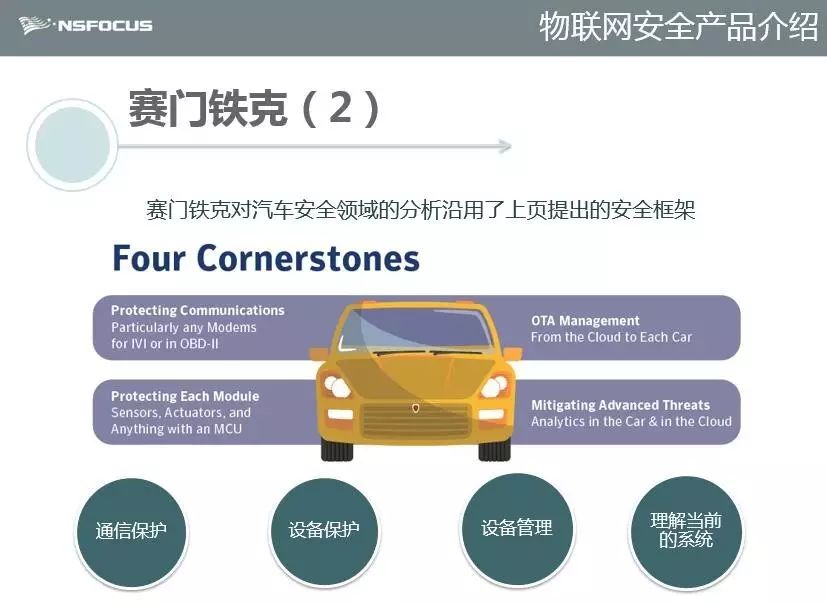 NSFOCUS
物联网安全产品介绍
赛门铁克（2）
赛门铁克对汽车安全领域的分析沿用了上页提出的安全框架
Four Cornerstones
Protecting Communications
Particularly any Modems
for IVI or in OBD-II
OTA Management
From the Cloud to Each Car
Protecting Each Module
Sensors, Actuators, and
Anything with an MCU
Mitigating Advanced Threats
Analytics in the Car & in the Cloud
通信保护
设备保护
设备管理
理解当前
的系统